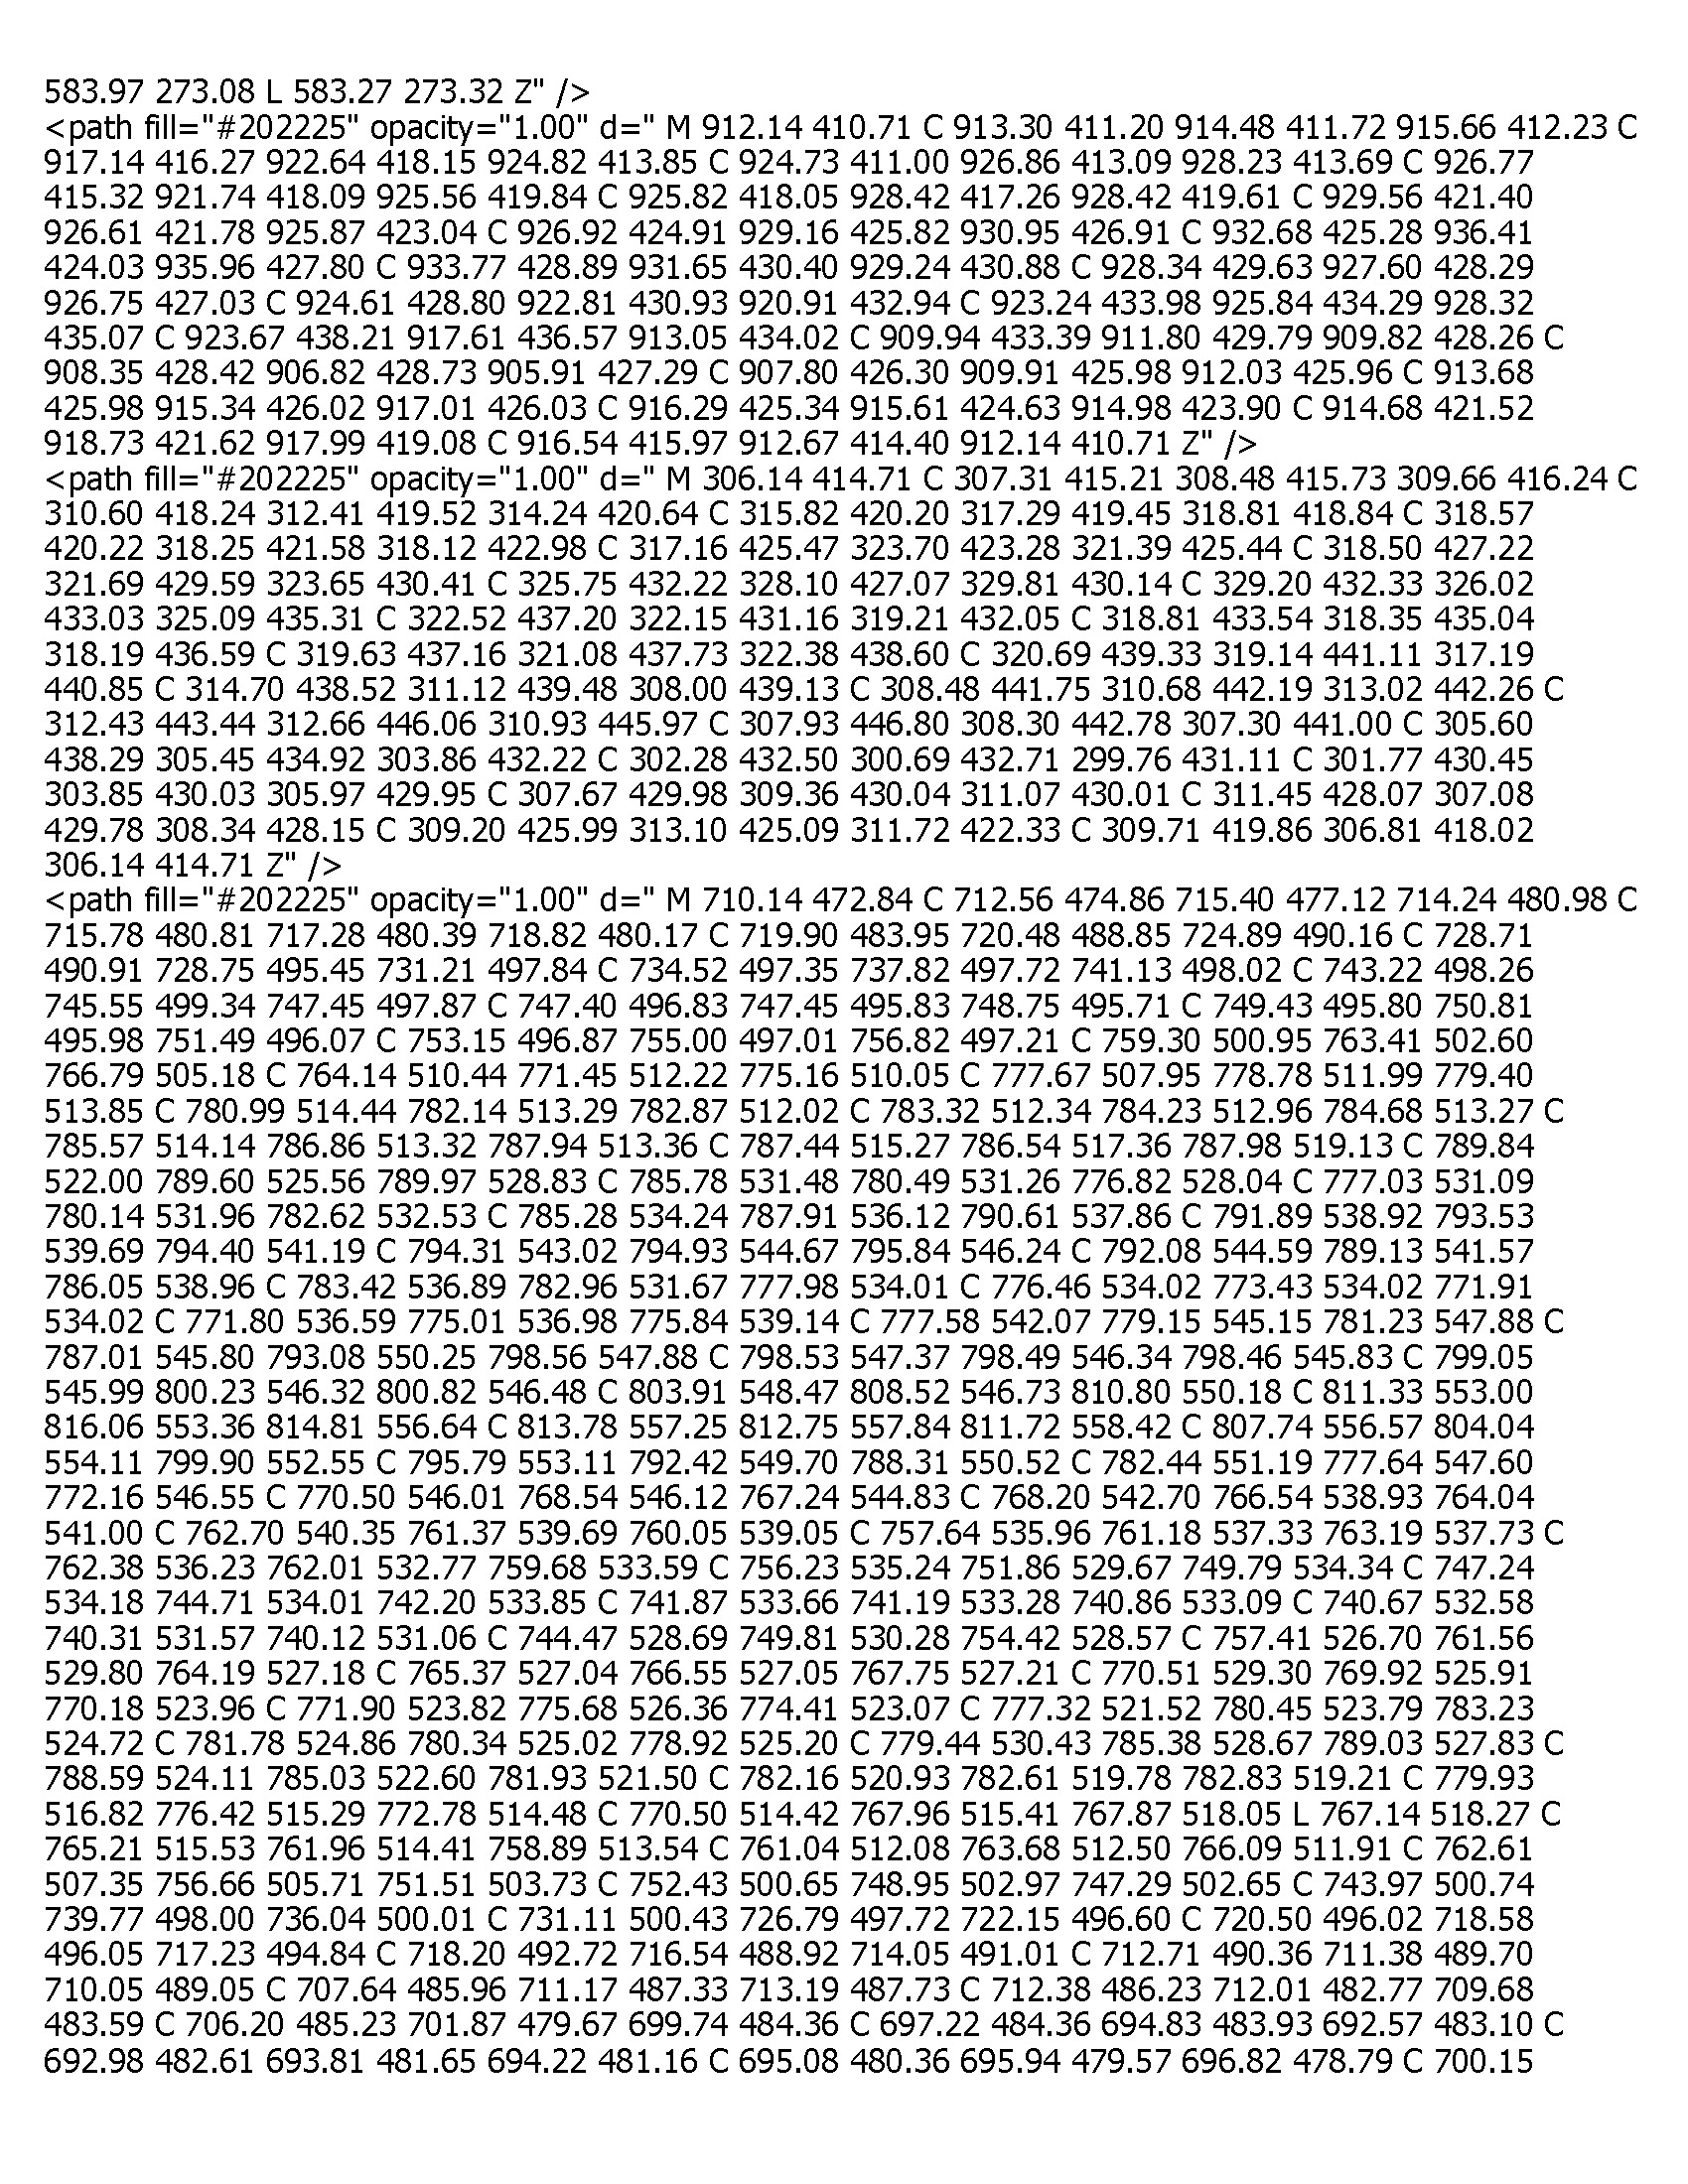 583.97 273.08 L 583.27 273.32 Z" />
<path fill="#202225" opacity="1.00" d=" M 912.14 410.71 C 913.30 411.20 914.48 411.72 915.66 412.23 C
917.14 416.27 922.64 418.15 924.82 413.85 C 924.73 411.00 926.86 413.09 928.23 413.69 C 926.77
415.32 921.74 418.09 925.56 419.84 C 925.82 418.05 928.42 417.26 928.42 419.61 C 929.56 421.40
926.61 421.78 925.87 423.04 C 926.92 424.91 929.16 425.82 930.95 426.91 C 932.68 425.28 936.41
424.03 935.96 427.80 C 933.77 428.89 931.65 430.40 929.24 430.88 C 928.34 429.63 927.60 428.29
926.75 427.03 C 924.61 428.80 922.81 430.93 920.91 432.94 C 923.24 433.98 925.84 434.29 928.32
435.07 C 923.67 438.21 917.61 436.57 913.05 434.02 C 909.94 433.39 911.80 429.79 909.82 428.26 C
908.35 428.42 906.82 428.73 905.91 427.29 C 907.80 426.30 909.91 425.98 912.03 425.96 C 913.68
425.98 915.34 426.02 917.01 426.03 C 916.29 425.34 915.61 424.63 914.98 423.90 C 914.68 421.52
918.73 421.62 917.99 419.08 C 916.54 415.97 912.67 414.40 912.14 410.71 Z" />
<path fill="#202225" opacity="1.00" d=" M 306.14 414.71 C 307.31 415.21 308.48 415.73 309.66 416.24 C
310.60 418.24 312.41 419.52 314.24 420.64 C 315.82 420.20 317.29 419.45 318.81 418.84 C 318.57
420.22 318.25 421.58 318.12 422.98 C 317.16 425.47 323.70 423.28 321.39 425.44 C 318.50 427.22
321.69 429.59 323.65 430.41 C 325.75 432.22 328.10 427.07 329.81 430.14 C 329.20 432.33 326.02
433.03 325.09 435.31 C 322.52 437.20 322.15 431.16 319.21 432.05 C 318.81 433.54 318.35 435.04
318.19 436.59 C 319.63 437.16 321.08 437.73 322.38 438.60 C 320.69 439.33 319.14 441.11 317.19
440.85 C 314.70 438.52 311.12 439.48 308.00 439.13 C 308.48 441.75 310.68 442.19 313.02 442.26 C
312.43 443.44 312.66 446.06 310.93 445.97 C 307.93 446.80 308.30 442.78 307.30 441.00 C 305.60
438.29 305.45 434.92 303.86 432.22 C 302.28 432.50 300.69 432.71 299.76 431.11 C 301.77 430.45
303.85 430.03 305.97 429.95 C 307.67 429.98 309.36 430.04 311.07 430.01 C 311.45 428.07 307.08
429.78 308.34 428.15 C 309.20 425.99 313.10 425.09 311.72 422.33 C 309.71 419.86 306.81 418.02
306.14 414.71 Z" />
<path fill="#202225" opacity="1.00" d=" M 710.14 472.84 C 712.56 474.86 715.40 477.12 714.24 480.98 C
715.78 480.81 717.28 480.39 718.82 480.17 C 719.90 483.95 720.48 488.85 724.89 490.16 C 728.71
490.91 728.75 495.45 731.21 497.84 C 734.52 497.35 737.82 497.72 741.13 498.02 C 743.22 498.26
745.55 499.34 747.45 497.87 C 747.40 496.83 747.45 495.83 748.75 495.71 C 749.43 495.80 750.81
495.98 751.49 496.07 C 753.15 496.87 755.00 497.01 756.82 497.21 C 759.30 500.95 763.41 502.60
766.79 505.18 C 764.14 510.44 771.45 512.22 775.16 510.05 C 777.67 507.95 778.78 511.99 779.40
513.85 C 780.99 514.44 782.14 513.29 782.87 512.02 C 783.32 512.34 784.23 512.96 784.68 513.27 C
785.57 514.14 786.86 513.32 787.94 513.36 C 787.44 515.27 786.54 517.36 787.98 519.13 C 789.84
522.00 789.60 525.56 789.97 528.83 C 785.78 531.48 780.49 531.26 776.82 528.04 C 777.03 531.09
780.14 531.96 782.62 532.53 C 785.28 534.24 787.91 536.12 790.61 537.86 C 791.89 538.92 793.53
539.69 794.40 541.19 C 794.31 543.02 794.93 544.67 795.84 546.24 C 792.08 544.59 789.13 541.57
786.05 538.96 C 783.42 536.89 782.96 531.67 777.98 534.01 C 776.46 534.02 773.43 534.02 771.91
534.02 C 771.80 536.59 775.01 536.98 775.84 539.14 C 777.58 542.07 779.15 545.15 781.23 547.88 C
787.01 545.80 793.08 550.25 798.56 547.88 C 798.53 547.37 798.49 546.34 798.46 545.83 C 799.05
545.99 800.23 546.32 800.82 546.48 C 803.91 548.47 808.52 546.73 810.80 550.18 C 811.33 553.00
816.06 553.36 814.81 556.64 C 813.78 557.25 812.75 557.84 811.72 558.42 C 807.74 556.57 804.04
554.11 799.90 552.55 C 795.79 553.11 792.42 549.70 788.31 550.52 C 782.44 551.19 777.64 547.60
772.16 546.55 C 770.50 546.01 768.54 546.12 767.24 544.83 C 768.20 542.70 766.54 538.93 764.04
541.00 C 762.70 540.35 761.37 539.69 760.05 539.05 C 757.64 535.96 761.18 537.33 763.19 537.73 C
762.38 536.23 762.01 532.77 759.68 533.59 C 756.23 535.24 751.86 529.67 749.79 534.34 C 747.24
534.18 744.71 534.01 742.20 533.85 C 741.87 533.66 741.19 533.28 740.86 533.09 C 740.67 532.58
740.31 531.57 740.12 531.06 C 744.47 528.69 749.81 530.28 754.42 528.57 C 757.41 526.70 761.56
529.80 764.19 527.18 C 765.37 527.04 766.55 527.05 767.75 527.21 C 770.51 529.30 769.92 525.91
770.18 523.96 C 771.90 523.82 775.68 526.36 774.41 523.07 C 777.32 521.52 780.45 523.79 783.23
524.72 C 781.78 524.86 780.34 525.02 778.92 525.20 C 779.44 530.43 785.38 528.67 789.03 527.83 C
788.59 524.11 785.03 522.60 781.93 521.50 C 782.16 520.93 782.61 519.78 782.83 519.21 C 779.93
516.82 776.42 515.29 772.78 514.48 C 770.50 514.42 767.96 515.41 767.87 518.05 L 767.14 518.27 C
765.21 515.53 761.96 514.41 758.89 513.54 C 761.04 512.08 763.68 512.50 766.09 511.91 C 762.61
507.35 756.66 505.71 751.51 503.73 C 752.43 500.65 748.95 502.97 747.29 502.65 C 743.97 500.74
739.77 498.00 736.04 500.01 C 731.11 500.43 726.79 497.72 722.15 496.60 C 720.50 496.02 718.58
496.05 717.23 494.84 C 718.20 492.72 716.54 488.92 714.05 491.01 C 712.71 490.36 711.38 489.70
710.05 489.05 C 707.64 485.96 711.17 487.33 713.19 487.73 C 712.38 486.23 712.01 482.77 709.68
483.59 C 706.20 485.23 701.87 479.67 699.74 484.36 C 697.22 484.36 694.83 483.93 692.57 483.10 C
692.98 482.61 693.81 481.65 694.22 481.16 C 695.08 480.36 695.94 479.57 696.82 478.79 C 700.15